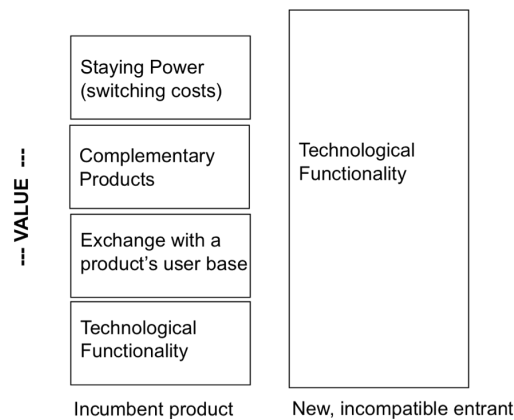 --- VALUE ---
Staying Power
(switching costs)
Complementary
Products
Exchange with a
product's user base
Technological
Functionality
Incumbent product
Technological
Functionality
New, incompatible entrant